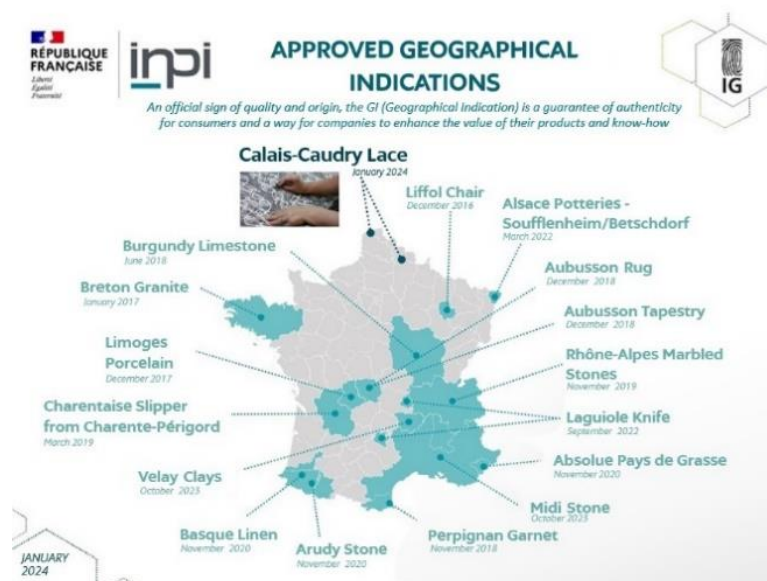 RÉPUBLIQUE
FRANÇAISE
Liberté
Égalité
Fraternité
inpi
APPROVED GEOGRAPHICAL
INDICATIONS
IG
An official sign of quality and origin, the GI (Geographical Indication) is a guarantee of authenticity
for consumers and a way for companies to enhance the value of their products and know-how
Calais-Caudry Lace
January 2024
Liffol Chair
December 2016
Alsace Potteries -
Soufflenheim/Betschdorf
March 2022
Burgundy Limestone
June 2018
Aubusson Rug
December 2018
Breton Granite
January 2017
Aubusson Tapestry
December 2018
Limoges
Porcelain
December 2017
Rhône-Alpes Marbled
Stones
November 2019
Charentaise Slipper
from Charente-Périgord
March 2019
Laguiole Knife
September 2022
Absolue Pays de Grasse
November 2020
Velay Clays
October 2023
Midi Stone
October 2023
Basque Linen
November 2020
Arudy Stone
November 2020
Perpignan Garnet
November 2018
JANUARY
2024